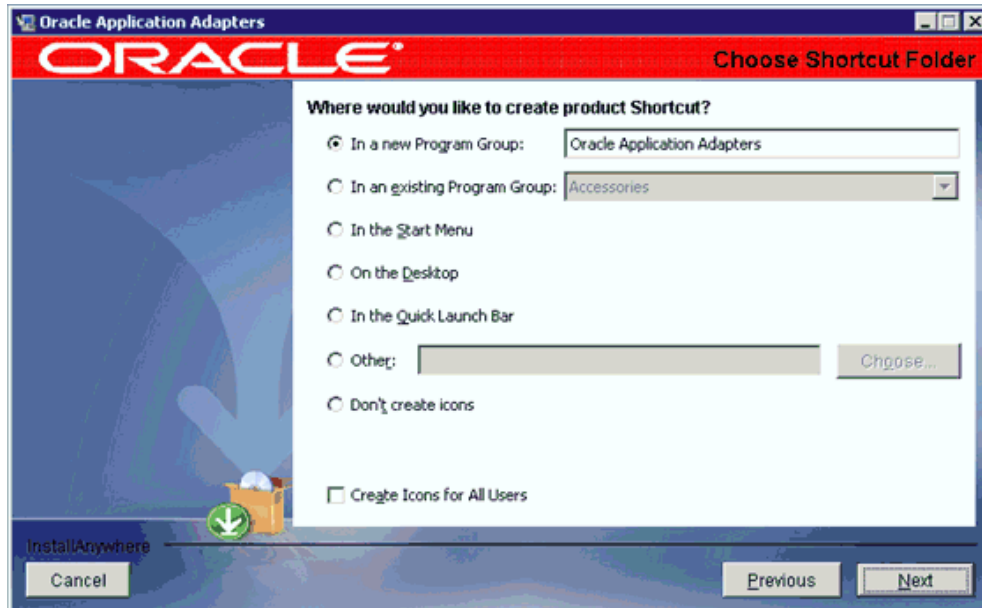 Oracle Application Adapters
ORACLE®
Choose Shortcut Folder
Where would you like to create product Shortcut?
In a new Program Group: Oracle Application Adapters
In an existing Program Group: Accessories
In the Start Menu
On the Desktop
In the Quick Launch Bar
Other: Choose...
Don't create icons
Create Icons for All Users
InstallAnywhere
Cancel Previous Next